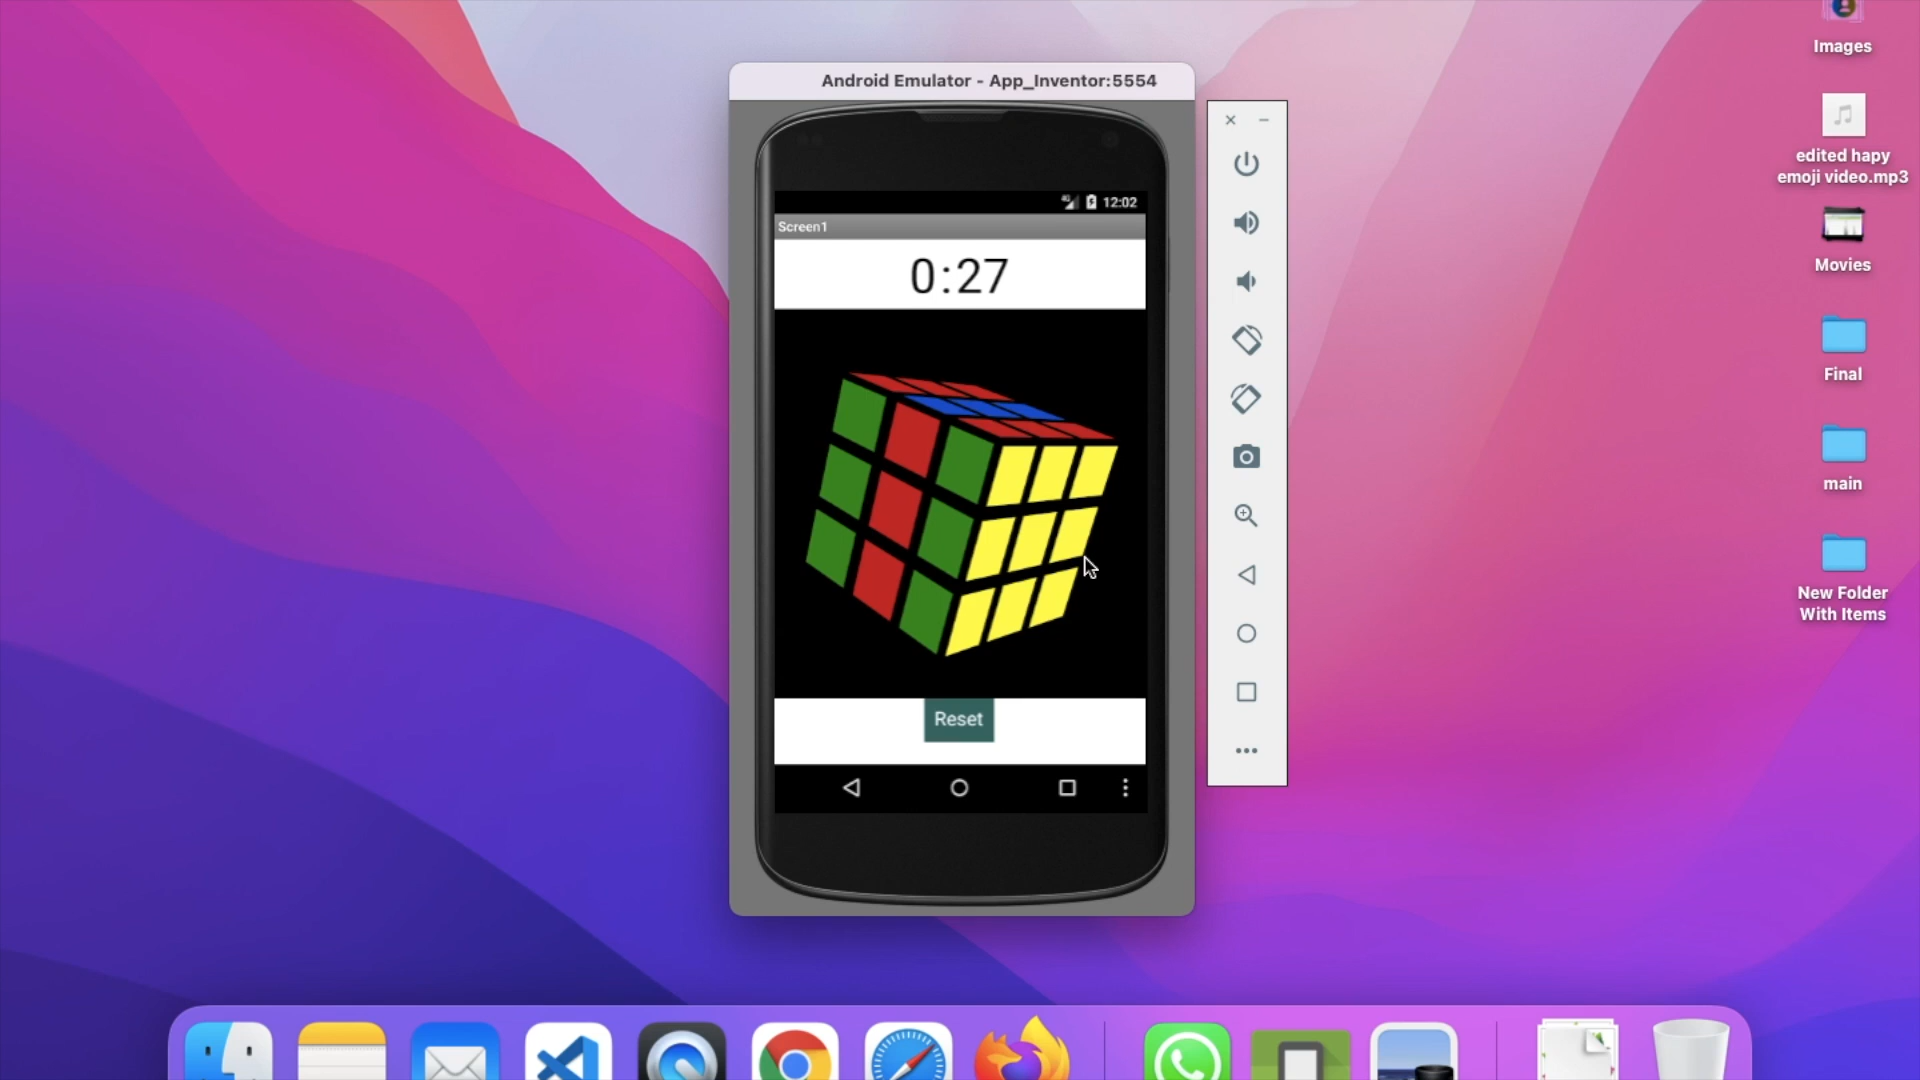 Android Emulator - App_Inventor:5554
12:02
Screen1
0:27
Reset
Images
edited hapy
emoji video.mp3
Movies
Final
main
New Folder
With Items